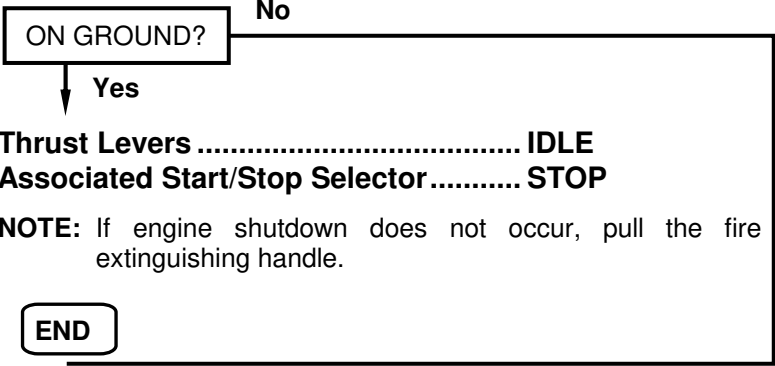 No
ON GROUND?
Yes
Thrust Levers ....................................... IDLE
Associated Start/Stop Selector........... STOP
NOTE: If engine shutdown does not occur, pull the fire
extinguishing handle.
END